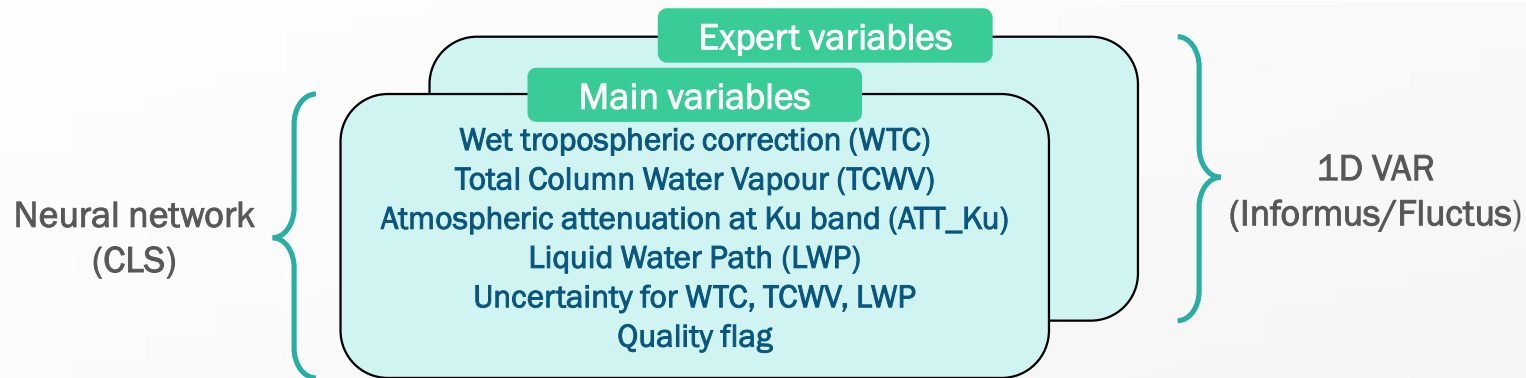 Expert variables
Main variables
Wet tropospheric correction (WTC)
Total Column Water Vapour (TCWV)
Atmospheric attenuation at Ku band (ATT_Ku)
Liquid Water Path (LWP)
Uncertainty for WTC, TCWV, LWP
Quality flag
Neural network
(CLS)
1D VAR
(Informus/Fluctus)